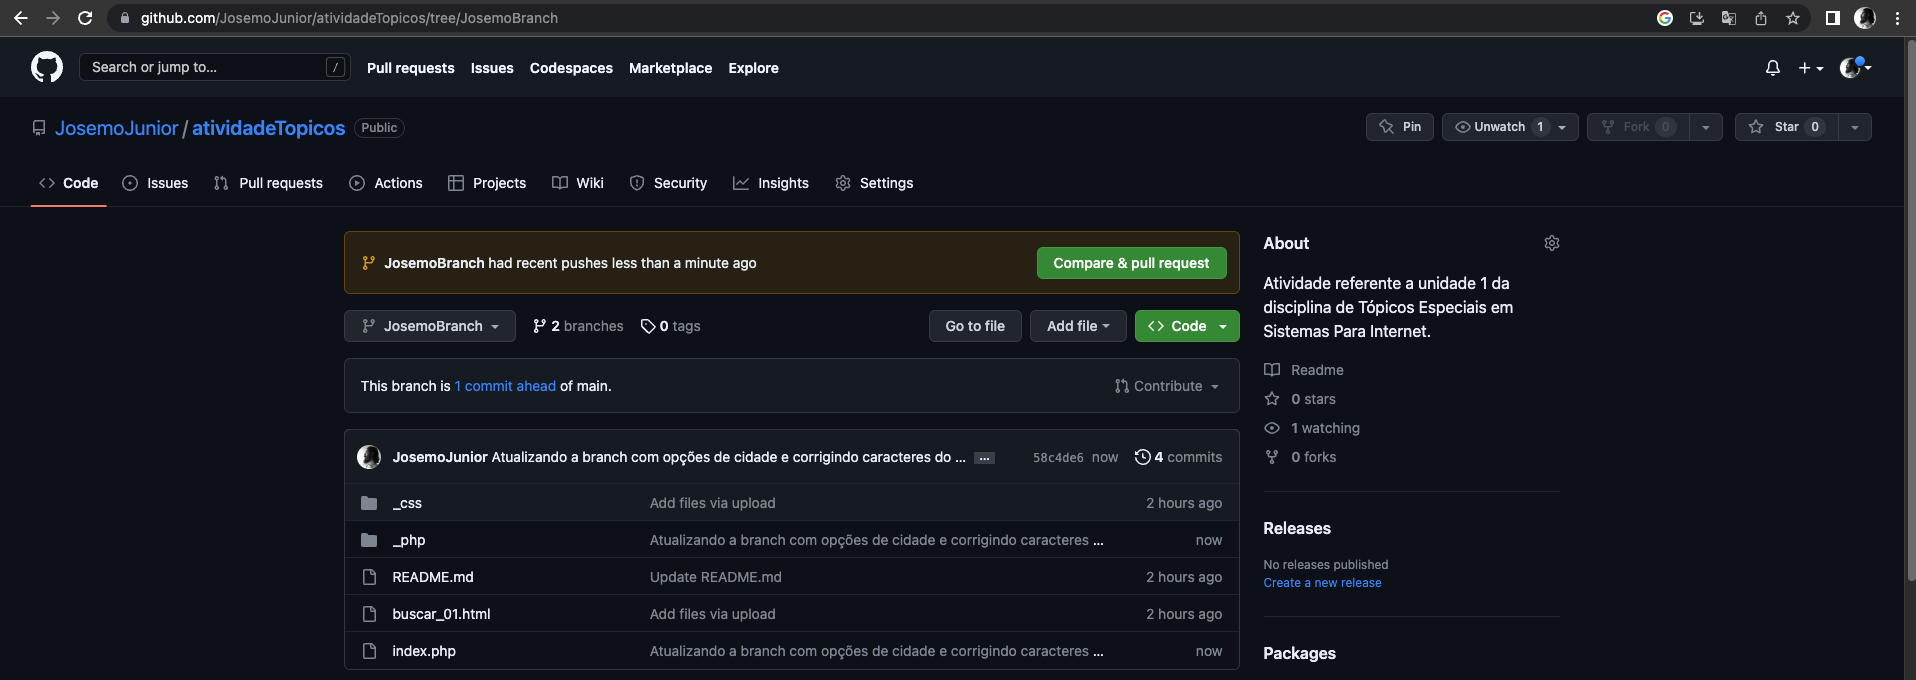 github.com/JosemoJunior/atividadeTopicos/tree/JosemoBranch
Search or jump to... /
Pull requests Issues Codespaces Marketplace Explore
JosemoJunior / atividadeTopicos Public
Pin Unwatch 1 Fork 0 Star 0
Code Issues Pull requests Actions Projects Wiki Security Insights Settings
JosemoBranch had recent pushes less than a minute ago
Compare & pull request
JosemoBranch 2 branches 0 tags
Go to file Add file Code
This branch is 1 commit ahead of main.
Contribute
JosemoJunior Atualizando a branch com opções de cidade e corrigindo caracteres do ... ... 58c4de6 now 4 commits
_css Add files via upload 2 hours ago
_php Atualizando a branch com opções de cidade e corrigindo caracteres ... now
README.md Update README.md 2 hours ago
buscar_01.html Add files via upload 2 hours ago
index.php Atualizando a branch com opções de cidade e corrigindo caracteres ... now
About
Atividade referente a unidade 1 da
disciplina de Tópicos Especiais em
Sistemas Para Internet.
Readme
0 stars
1 watching
0 forks
Releases
No releases published
Create a new release
Packages